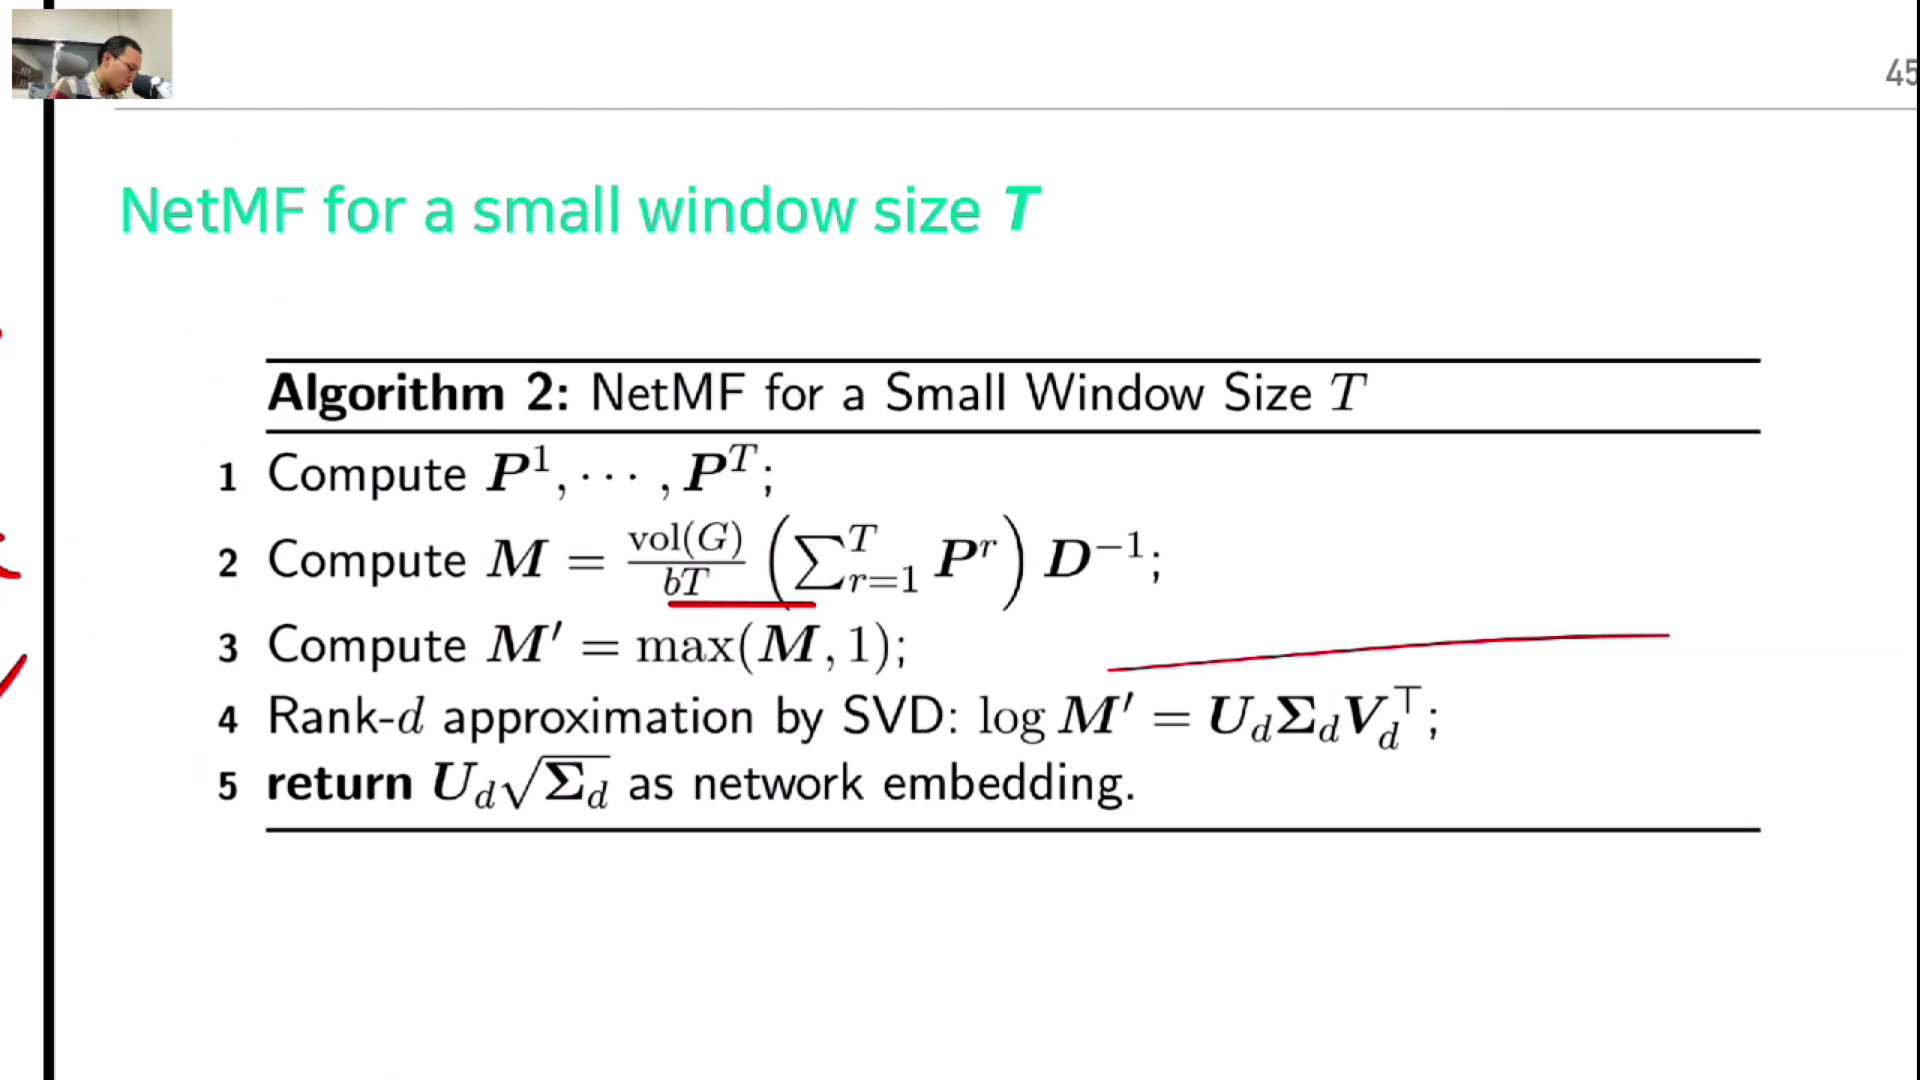 45
NetMF for a small window size T
Algorithm 2: NetMF for a Small Window Size T
1 Compute P^1, ··· , P^T;
2 Compute M = vol(G)/bT (∑_{r=1}^T P^r) D^{-1};
3 Compute M′ = max(M, 1);
4 Rank-d approximation by SVD: log M′ = U_d Σ_d V_d^⊤;
5 return U_d √Σ_d as network embedding.